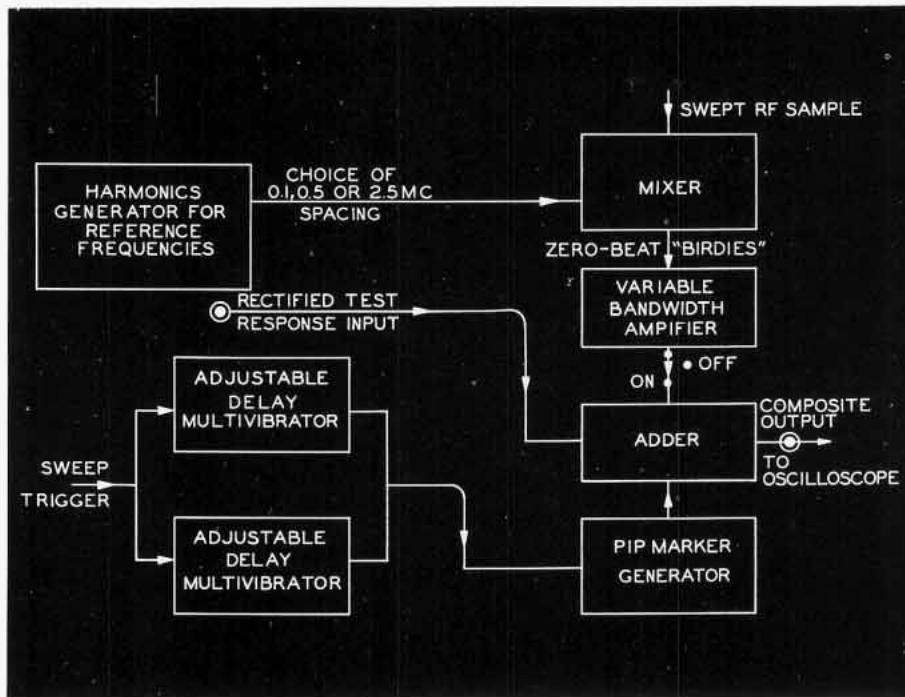 SWEPT RF SAMPLE
HARMONICS
GENERATOR FOR
REFERENCE
FREQUENCIES
CHOICE OF
0.1, 0.5 OR 2.5 MC
SPACING
MIXER
ZERO-BEAT "BIRDIES"
RECTIFIED TEST
RESPONSE INPUT
VARIABLE
BANDWIDTH
AMPIFIER
OFF
ON
ADJUSTABLE
DELAY
MULTIVIBRATOR
ADDER
COMPOSITE
OUTPUT
TO
OSCILLOSCOPE
SWEEP
TRIGGER
ADJUSTABLE
DELAY
MULTIVIBRATOR
PIP MARKER
GENERATOR